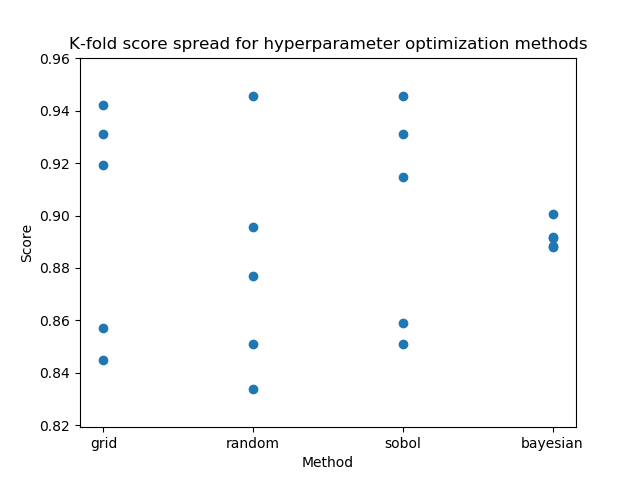 K-fold score spread for hyperparameter optimization methods
0.96
0.94
0.92
0.90
0.88
0.86
0.84
0.82
Score
grid random sobol bayesian
Method